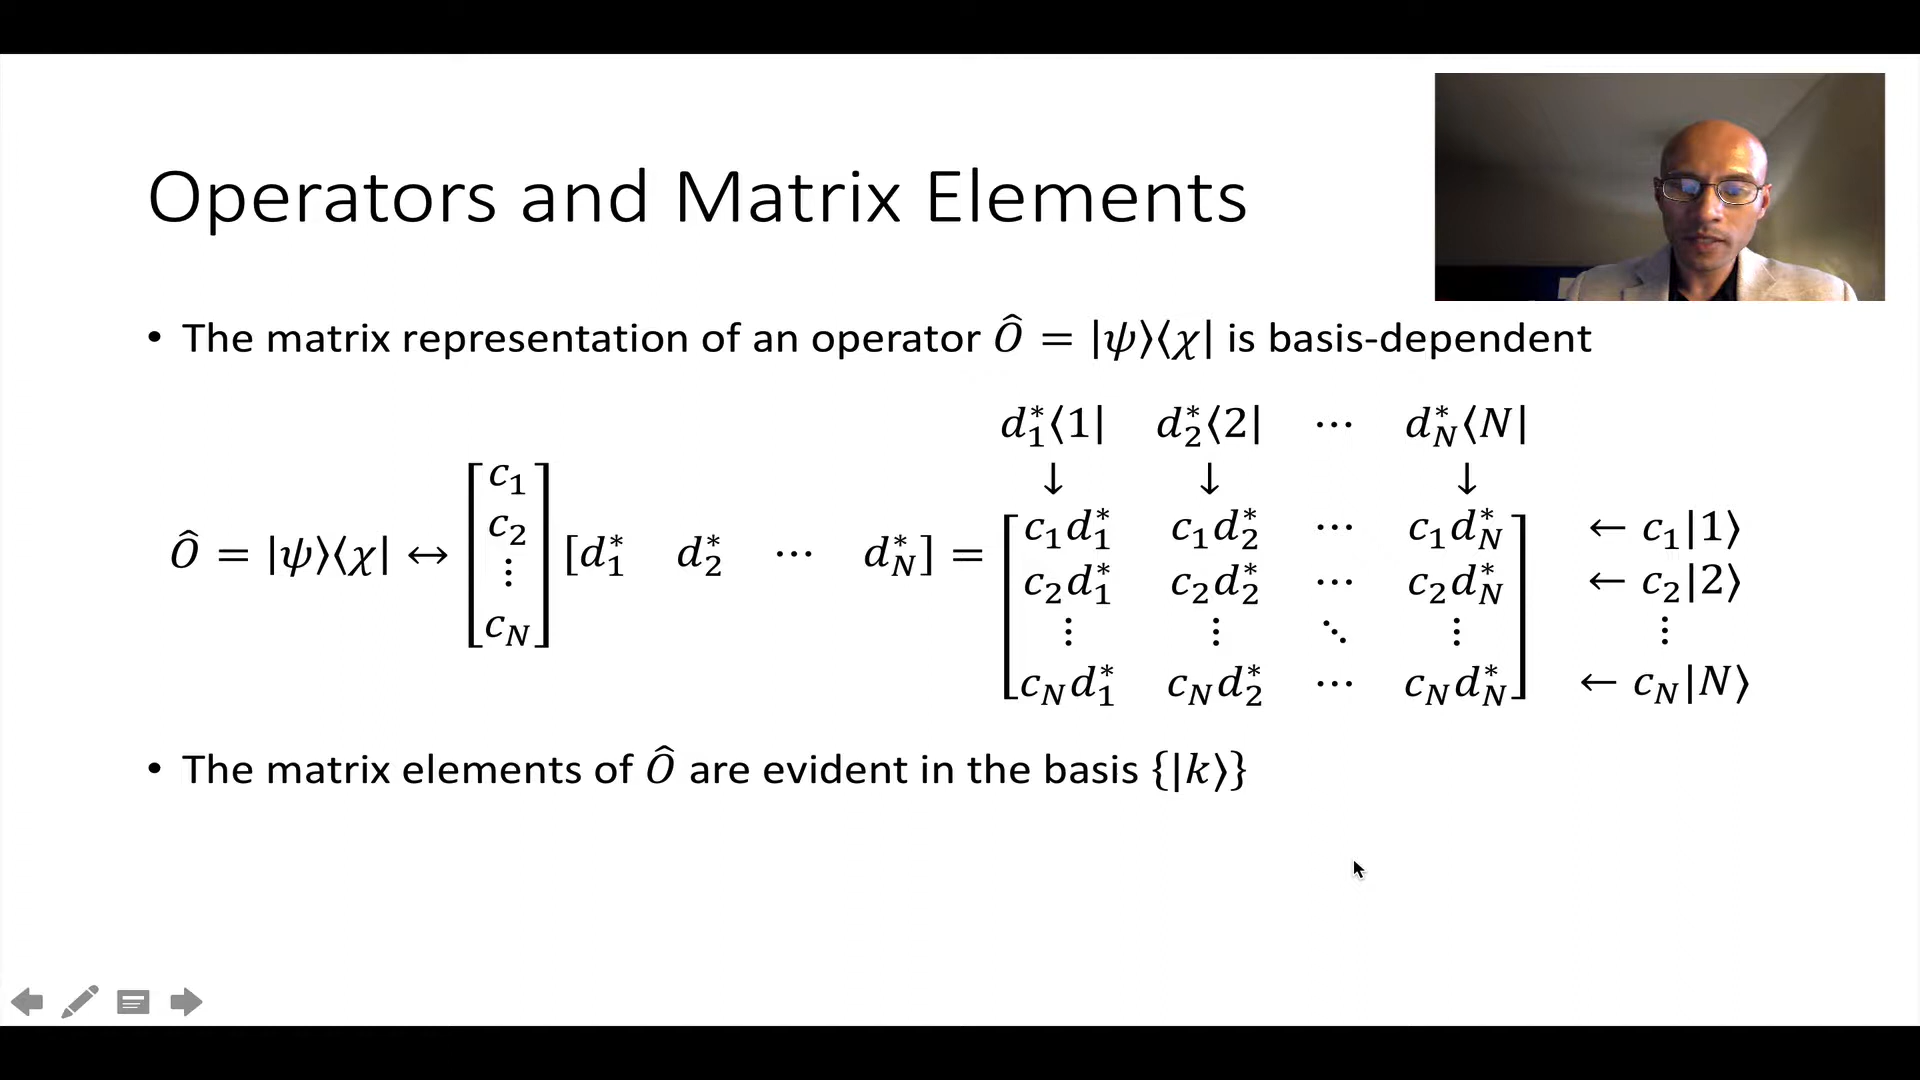 Operators and Matrix Elements
• The matrix representation of an operator Ô = |ψ⟩⟨χ| is basis-dependent
d₁*⟨1| d₂*⟨2| ⋯ d_N*⟨N|
↓ ↓ ↓
Ô = |ψ⟩⟨χ| ↔ [c₁ c₂ ⋮ c_N] [d₁* d₂* ⋯ d_N*] =
c₁d₁* c₁d₂* ⋯ c₁d_N* ← c₁|1⟩
c₂d₁* c₂d₂* ⋯ c₂d_N* ← c₂|2⟩
⋮ ⋮ ⋱ ⋮ ⋮
c_Nd₁* c_Nd₂* ⋯ c_Nd_N* ← c_N|N⟩
• The matrix elements of Ô are evident in the basis {|k⟩}